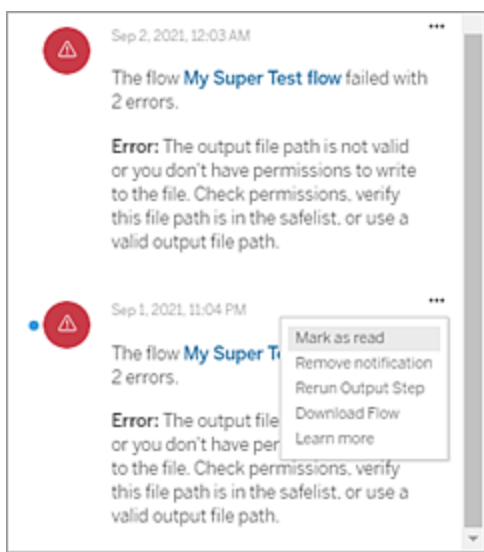 Sep 2, 2021, 12:03 AM
The flow My Super Test flow failed with
2 errors.
Error: The output file path is not valid
or you don't have permissions to write
to the file. Check permissions, verify
this file path is in the safelist, or use a
valid output file path.
Sep 1, 2021, 11:04 PM
The flow My Super
2 errors.
Error: The output file
or you don't have
to the file. Check permissions, verify
this file path is in the safelist, or use a
valid output file path.
Mark as read
Remove notification
Rerun Output Step
Download Flow
Learn more